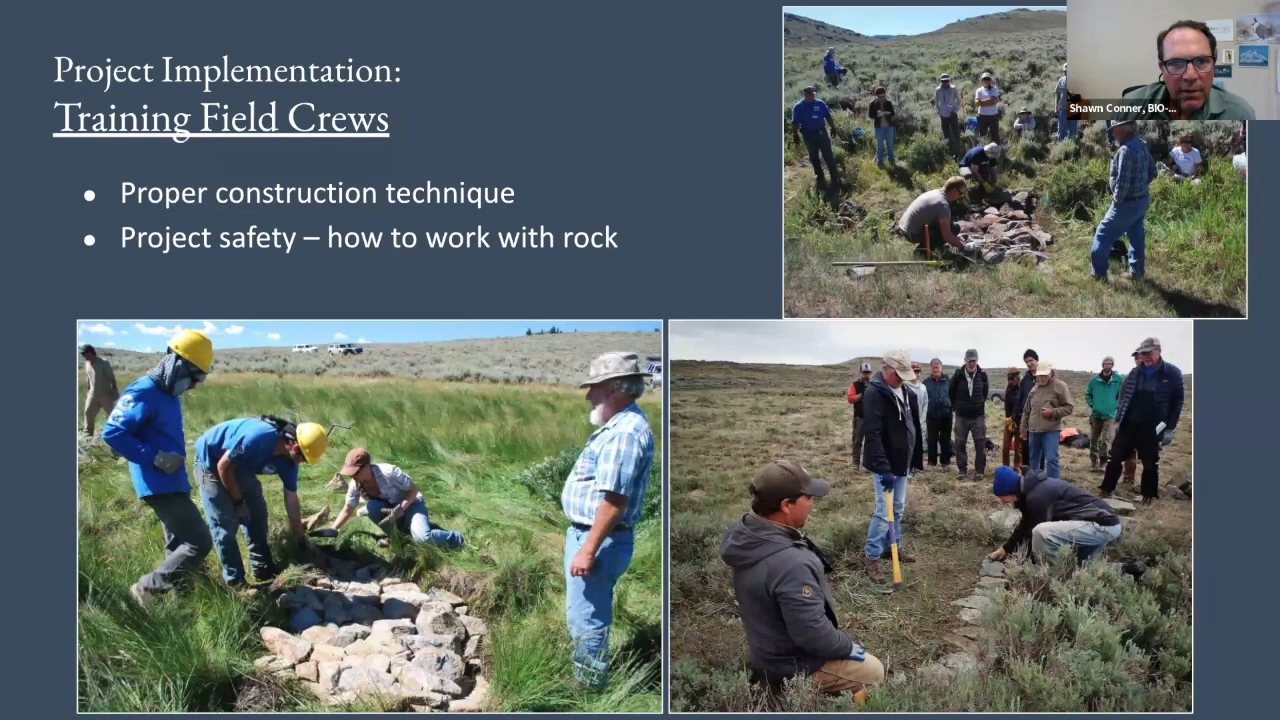 Project Implementation:
Training Field Crews
● Proper construction technique
● Project safety – how to work with rock
Shawn Conner, BIO-...